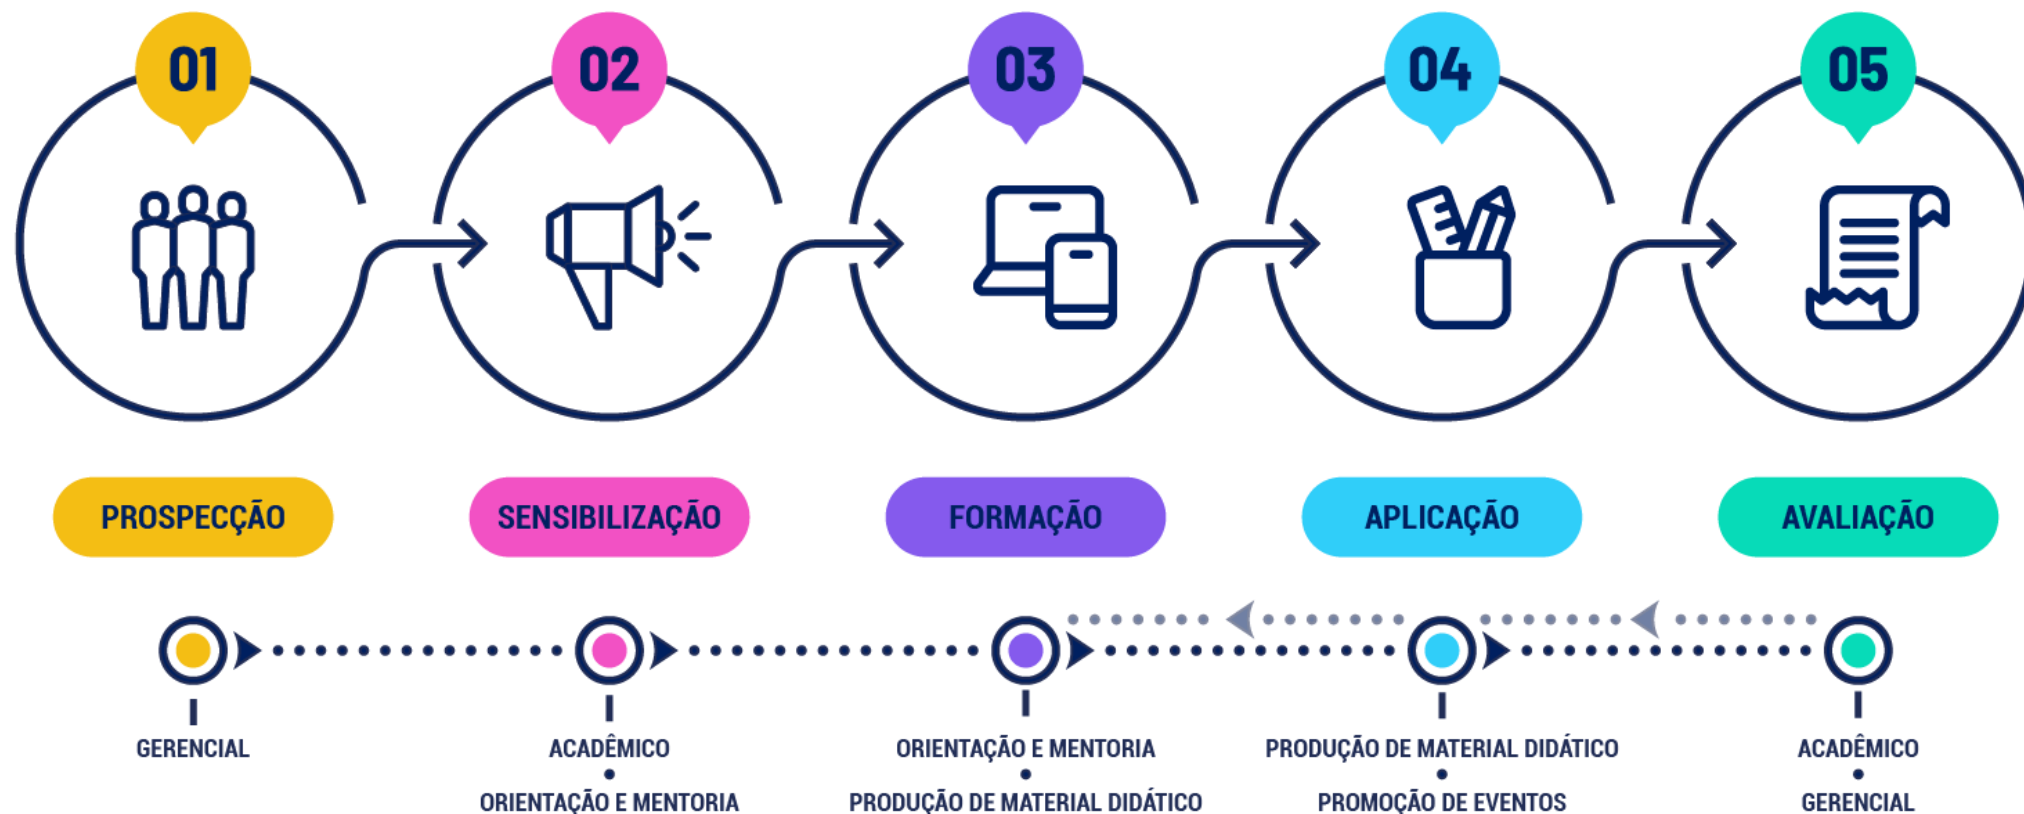 01
02
03
04
05
PROSPECÇÃO
SENSIBILIZAÇÃO
FORMAÇÃO
APLICAÇÃO
AVALIAÇÃO
GERENCIAL
ACADÊMICO
ORIENTAÇÃO E MENTORIA
ORIENTAÇÃO E MENTORIA
PRODUÇÃO DE MATERIAL DIDÁTICO
PRODUÇÃO DE MATERIAL DIDÁTICO
PROMOÇÃO DE EVENTOS
ACADÊMICO
GERENCIAL